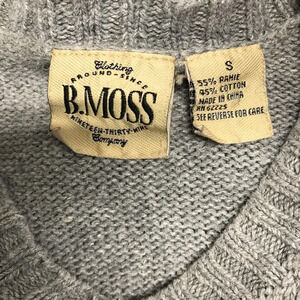 Clothing
AROUND-SINCE
B.MOSS
NINETEEN-THIRTY-NINE
Company
S
55% RAMIE
45% COTTON
MADE IN CHINA
RN 62225
SEE REVERSE FOR CARE